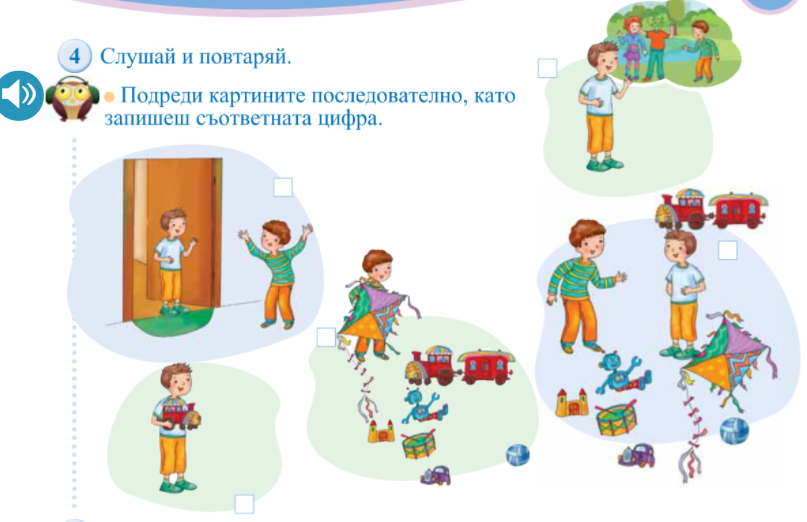 4 Слушай и повтаряй.
Подреди картините последователно, като
запишеш съответната цифра.